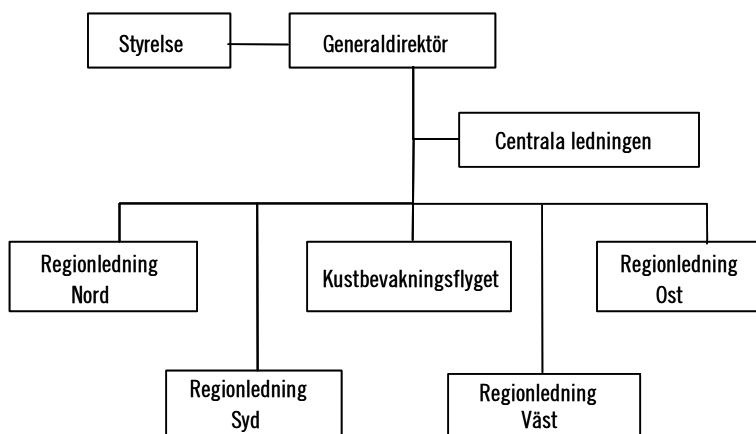 Styrelse
Generaldirektör
Centrala ledningen
Regionledning
Nord
Kustbevakningsflyget
Regionledning
Ost
Regionledning
Syd
Regionledning
Väst